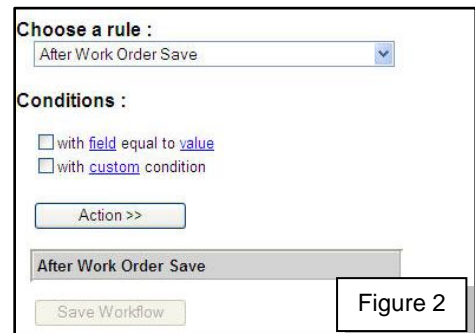 Choose a rule :
After Work Order Save
Conditions :
with field equal to value
with custom condition
Action >>
After Work Order Save
Save Workflow
Figure 2